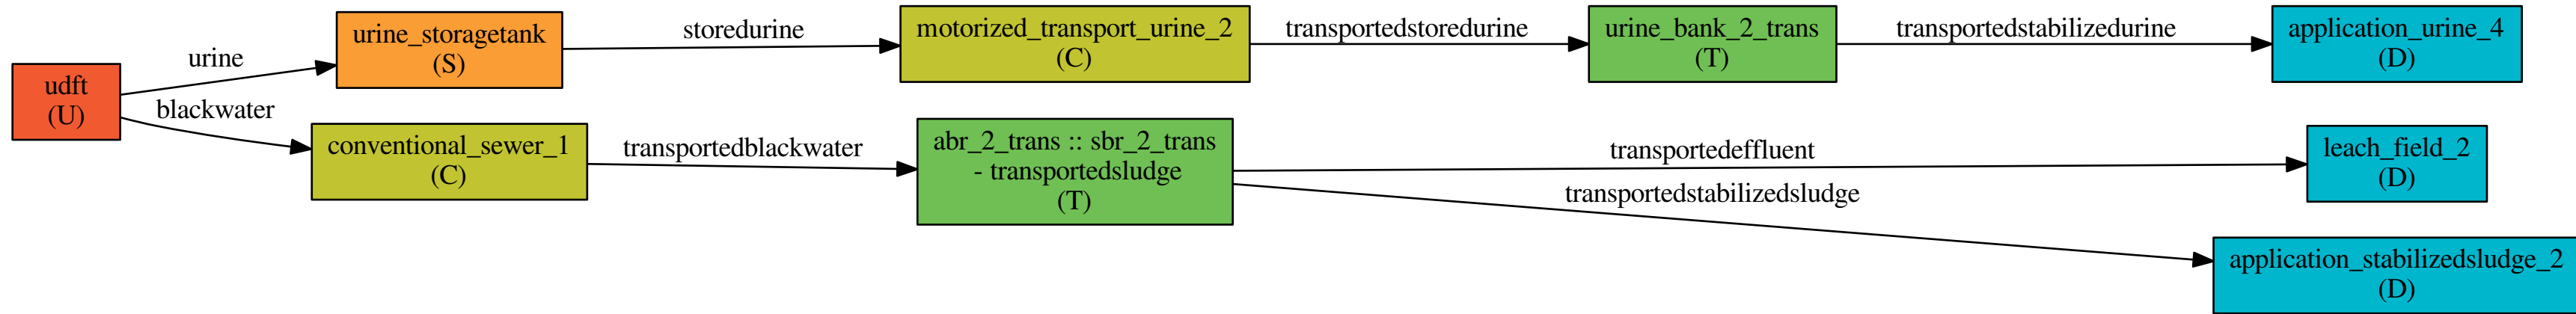 udft
(U)
urine
blackwater
urine_storagetank
(S)
storedurine
motorized_transport_urine_2
(C)
transportedstoredurine
urine_bank_2_trans
(T)
transportedstabilizedurine
application_urine_4
(D)
conventional_sewer_1
(C)
transportedblackwater
abr_2_trans :: sbr_2_trans
- transportedsludge
(T)
transportedeffluent
leach_field_2
(D)
transportedstabilizedsludge
application_stabilizedsludge_2
(D)